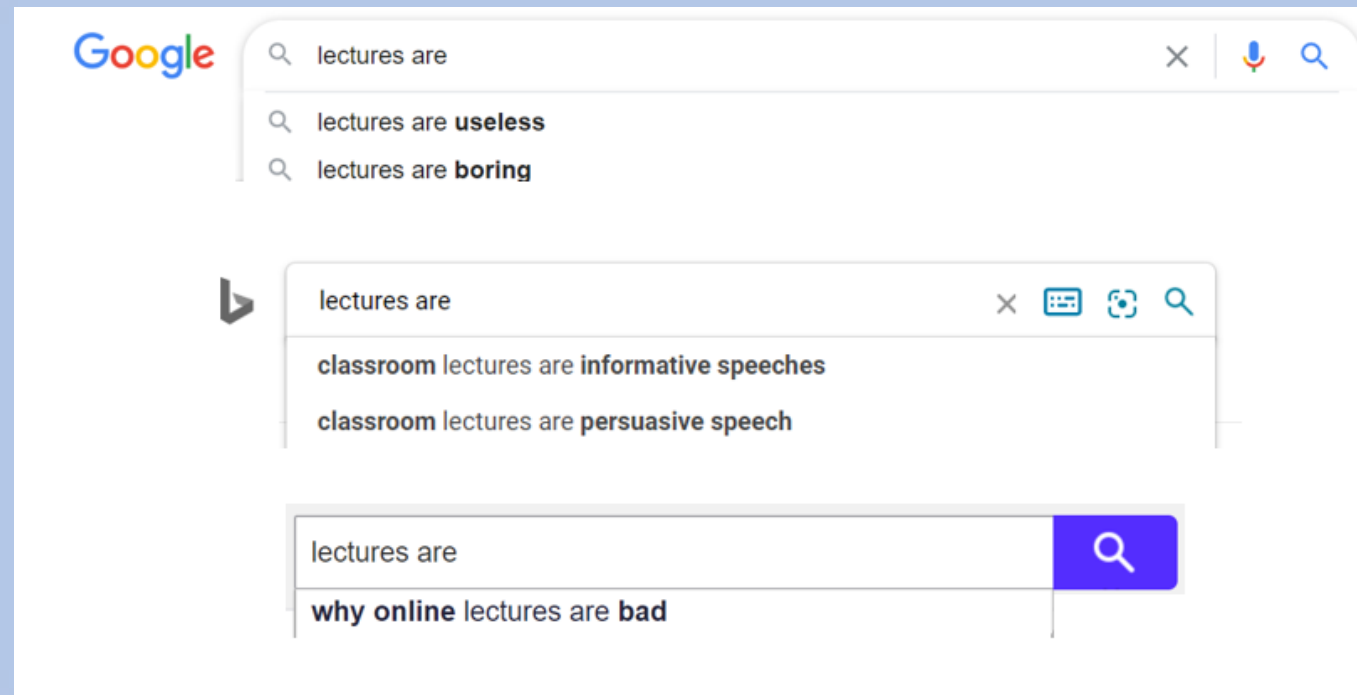 Google
lectures are
lectures are useless
lectures are boring
lectures are
classroom lectures are informative speeches
classroom lectures are persuasive speech
lectures are
why online lectures are bad